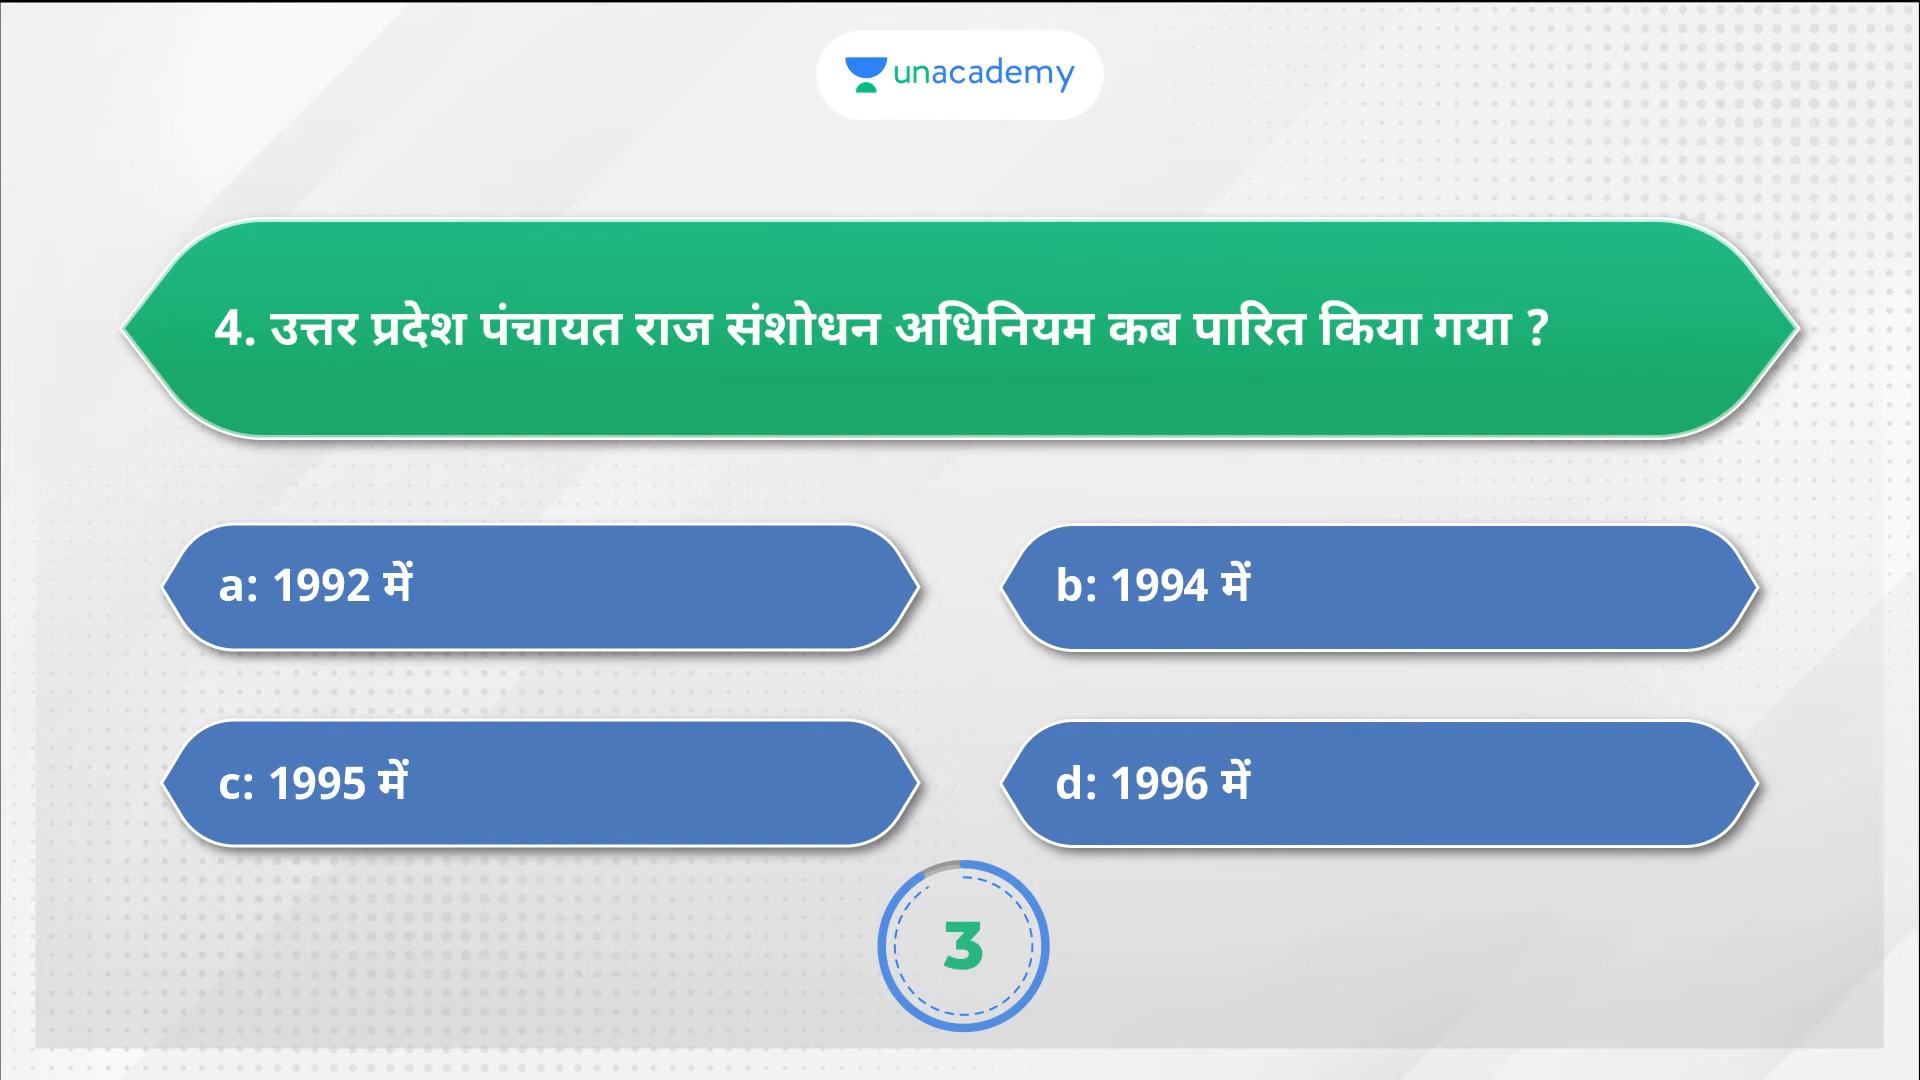 unacademy
4. उत्तर प्रदेश पंचायत राज संशोधन अधिनियम कब पारित किया गया ?
a: 1992 में
b: 1994 में
c: 1995 में
d: 1996 में
3